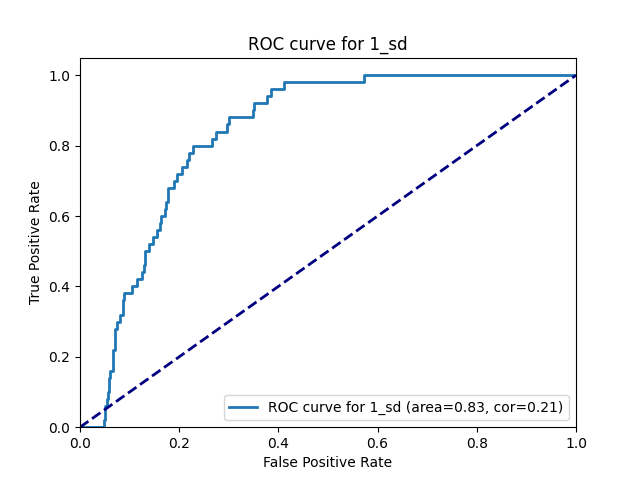 ROC curve for 1_sd
True Positive Rate
1.0
0.8
0.6
0.4
0.2
0.0
0.0 0.2 0.4 0.6 0.8 1.0
False Positive Rate
ROC curve for 1_sd (area=0.83, cor=0.21)